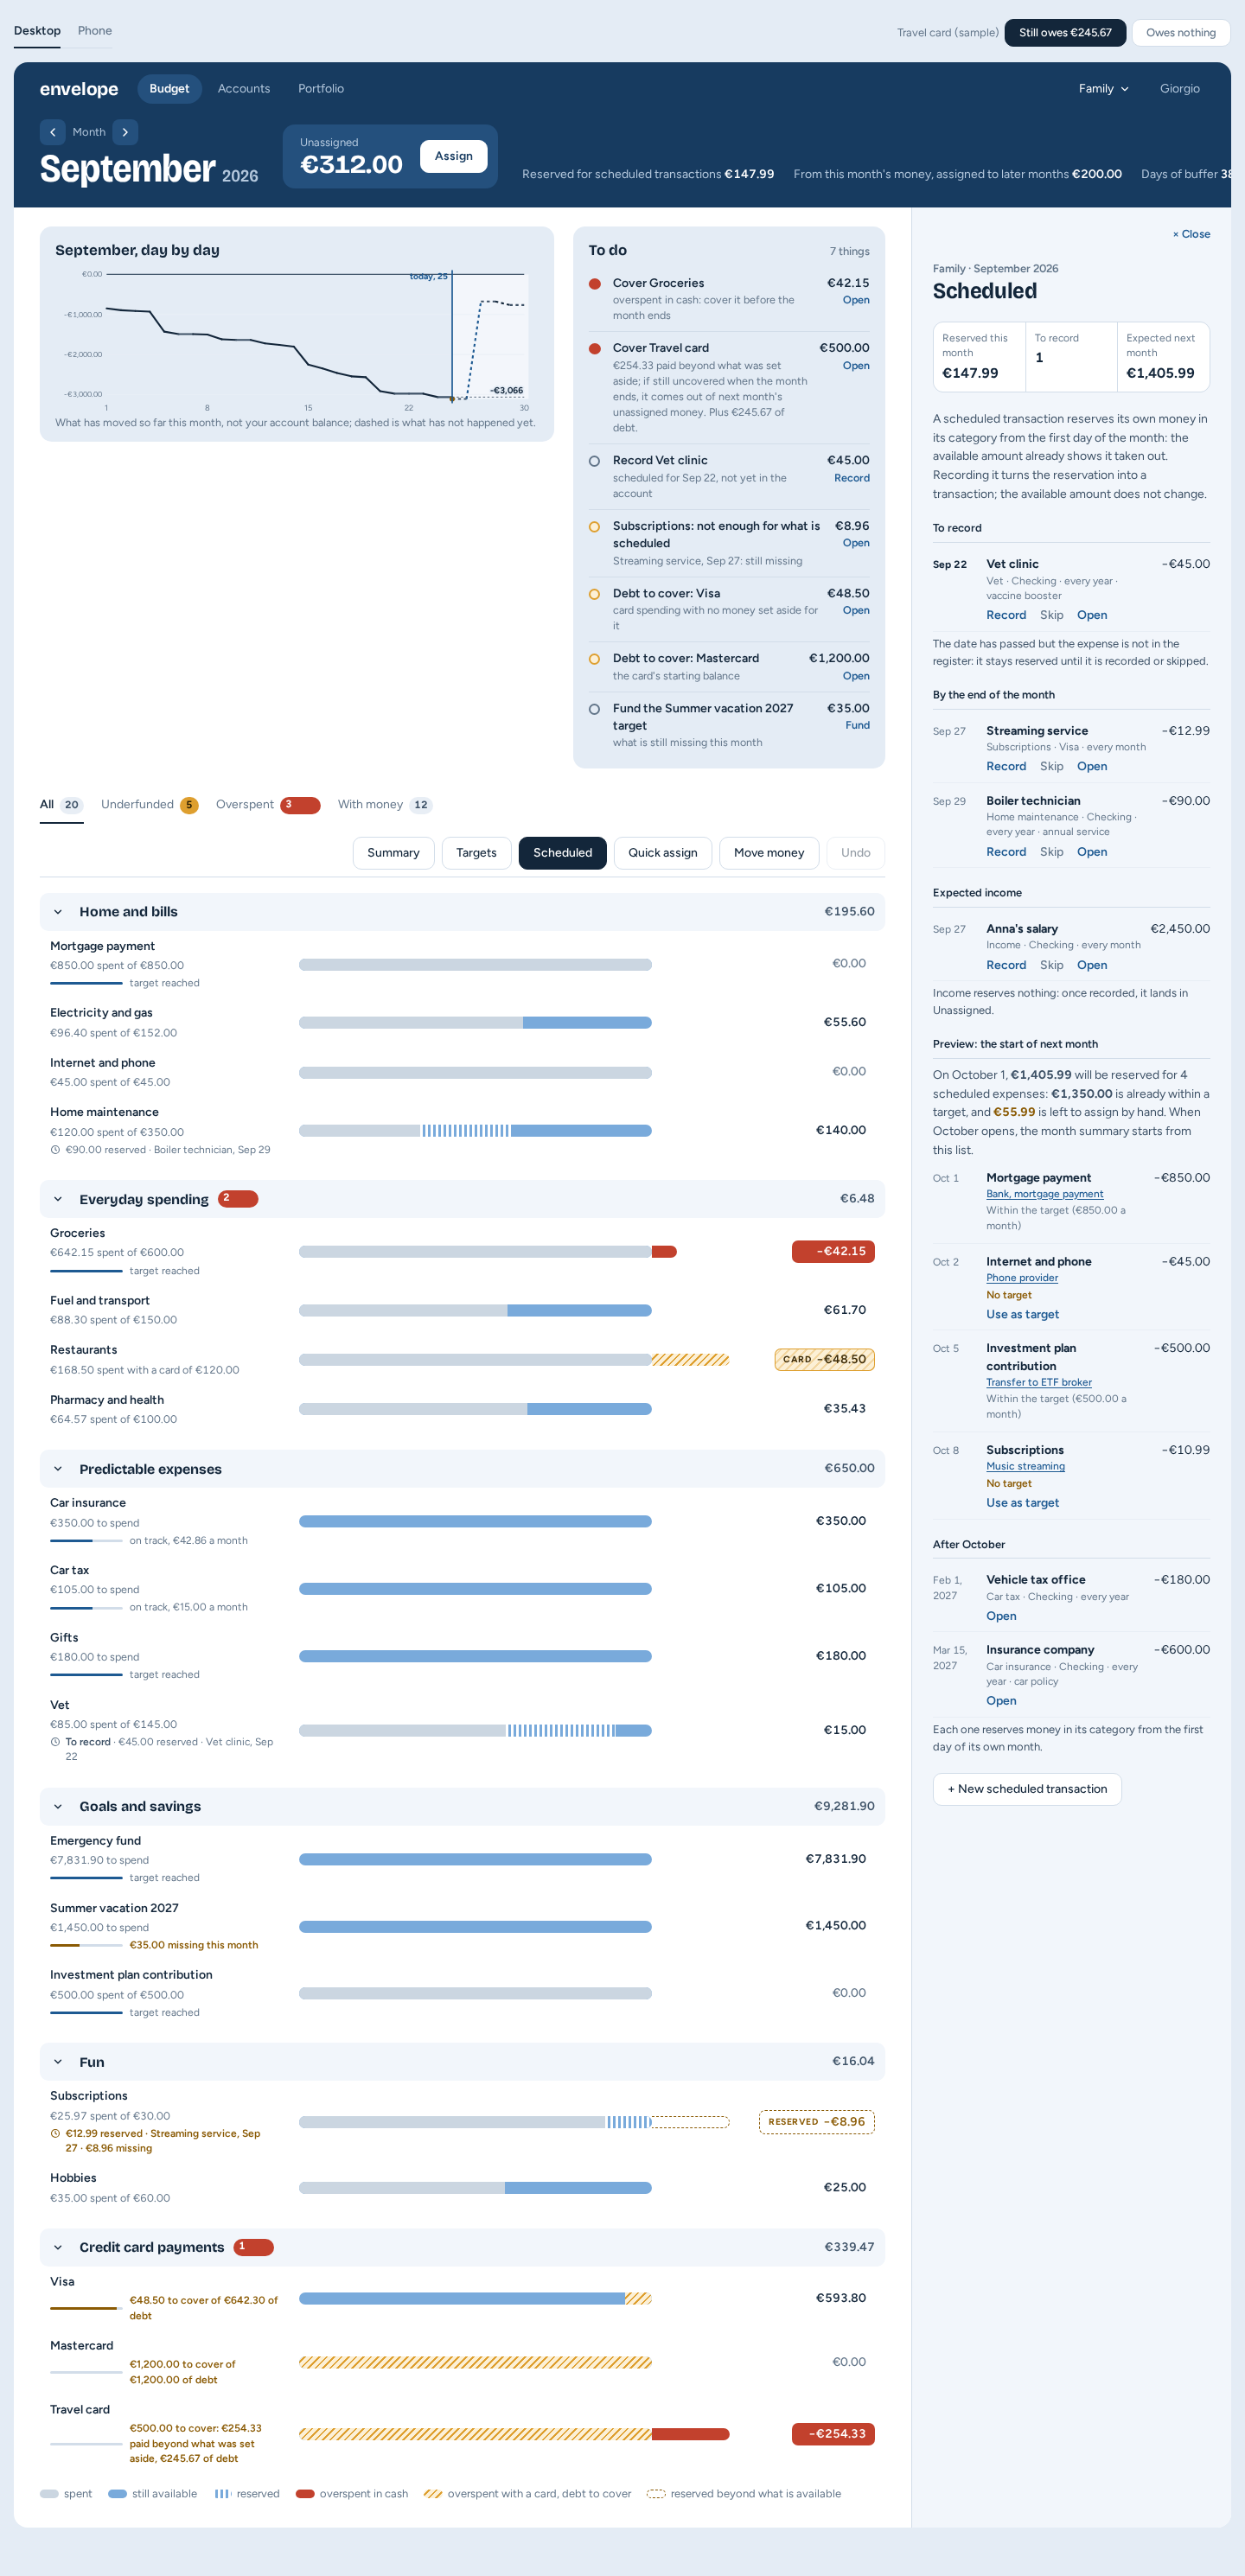 Desktop Phone Travel card (sample) Still owes €245.67 Owes nothing
envelope Budget Accounts Portfolio Family Giorgio
Month
September 2026
Unassigned
€312.00 Assign
Reserved for scheduled transactions €147.99 From this month's money, assigned to later months €200.00 Days of buffer 38
September, day by day
today, 25
€0.00
-€1,000.00
-€2,000.00
-€3,000.00
-€3,066
1 8 15 22 30
What has moved so far this month, not your account balance; dashed is what has not happened yet.
To do 7 things
Cover Groceries €42.15
overspent in cash: cover it before the Open
month ends
Cover Travel card €500.00
€254.33 paid beyond what was set Open
aside; if still uncovered when the month
ends, it comes out of next month's
unassigned money. Plus €245.67 of
debt.
Record Vet clinic €45.00
scheduled for Sep 22, not yet in the Record
account
Subscriptions: not enough for what is €8.96
scheduled Open
Streaming service, Sep 27: still missing
Debt to cover: Visa €48.50
card spending with no money set aside for Open
it
Debt to cover: Mastercard €1,200.00
the card's starting balance Open
Fund the Summer vacation 2027 €35.00
target Fund
what is still missing this month
All 20 Underfunded 5 Overspent 3 With money 12
Summary Targets Scheduled Quick assign Move money Undo
Home and bills €195.60
Mortgage payment
€850.00 spent of €850.00 €0.00
target reached
Electricity and gas
€96.40 spent of €152.00 €55.60
Internet and phone
€45.00 spent of €45.00 €0.00
Home maintenance
€120.00 spent of €350.00 €140.00
€90.00 reserved · Boiler technician, Sep 29
Everyday spending 2 €6.48
Groceries
€642.15 spent of €600.00 -€42.15
target reached
Fuel and transport
€88.30 spent of €150.00 €61.70
Restaurants
€168.50 spent with a card of €120.00 CARD -€48.50
Pharmacy and health
€64.57 spent of €100.00 €35.43
Predictable expenses €650.00
Car insurance
€350.00 to spend €350.00
on track, €42.86 a month
Car tax
€105.00 to spend €105.00
on track, €15.00 a month
Gifts
€180.00 to spend €180.00
target reached
Vet
€85.00 spent of €145.00 €15.00
To record · €45.00 reserved · Vet clinic, Sep
22
Goals and savings €9,281.90
Emergency fund
€7,831.90 to spend €7,831.90
target reached
Summer vacation 2027
€1,450.00 to spend €1,450.00
€35.00 missing this month
Investment plan contribution
€500.00 spent of €500.00 €0.00
target reached
Fun €16.04
Subscriptions
€25.97 spent of €30.00 RESERVED -€8.96
€12.99 reserved · Streaming service, Sep
27 · €8.96 missing
Hobbies
€35.00 spent of €60.00 €25.00
Credit card payments 1 €339.47
Visa
€48.50 to cover of €642.30 of €593.80
debt
Mastercard
€1,200.00 to cover of €0.00
€1,200.00 of debt
Travel card
€500.00 to cover: €254.33
paid beyond what was set -€254.33
aside, €245.67 of debt
spent still available reserved overspent in cash overspent with a card, debt to cover reserved beyond what is available
× Close
Family · September 2026
Scheduled
Reserved this month €147.99
To record 1
Expected next month €1,405.99
A scheduled transaction reserves its own money in
its category from the first day of the month: the
available amount already shows it taken out.
Recording it turns the reservation into a
transaction; the available amount does not change.
To record
Sep 22 Vet clinic -€45.00
Vet · Checking · every year ·
vaccine booster
Record Skip Open
The date has passed but the expense is not in the
register: it stays reserved until it is recorded or skipped.
By the end of the month
Sep 27 Streaming service -€12.99
Subscriptions · Visa · every month
Record Skip Open
Sep 29 Boiler technician -€90.00
Home maintenance · Checking ·
every year · annual service
Record Skip Open
Expected income
Sep 27 Anna's salary €2,450.00
Income · Checking · every month
Record Skip Open
Income reserves nothing: once recorded, it lands in
Unassigned.
Preview: the start of next month
On October 1, €1,405.99 will be reserved for 4
scheduled expenses: €1,350.00 is already within a
target, and €55.99 is left to assign by hand. When
October opens, the month summary starts from
this list.
Oct 1 Mortgage payment -€850.00
Bank, mortgage payment
Within the target (€850.00 a
month)
Oct 2 Internet and phone -€45.00
Phone provider
No target
Use as target
Oct 5 Investment plan -€500.00
contribution
Transfer to ETF broker
Within the target (€500.00 a
month)
Oct 8 Subscriptions -€10.99
Music streaming
No target
Use as target
After October
Feb 1, Vehicle tax office -€180.00
2027 Car tax · Checking · every year
Open
Mar 15, Insurance company -€600.00
2027 Car insurance · Checking · every
year · car policy
Open
Each one reserves money in its category from the first
day of its own month.
+ New scheduled transaction